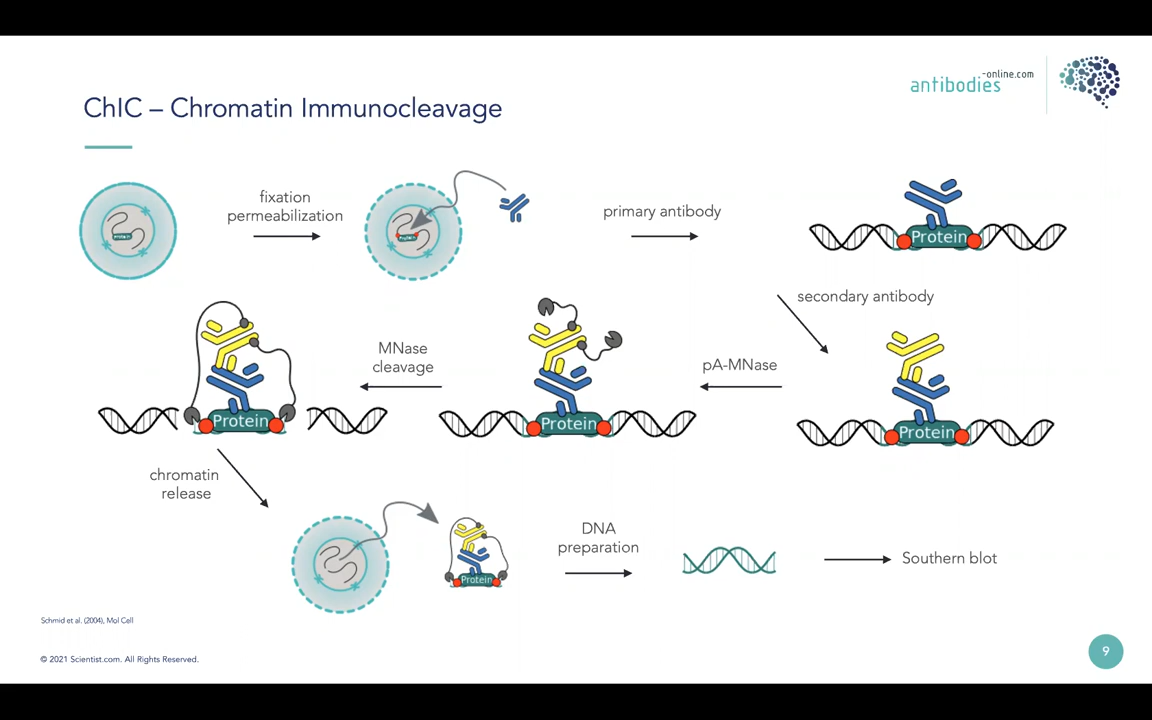 -online.com
antibodies
ChIC – Chromatin Immunocleavage
fixation
permeabilization
primary antibody
Protein
secondary antibody
MNase
cleavage
pA-MNase
Protein
Protein
Protein
chromatin
release
DNA
preparation
Protein
Southern blot
Schmid et al. (2004), Mol Cell
© 2021 Scientist.com. All Rights Reserved.
9